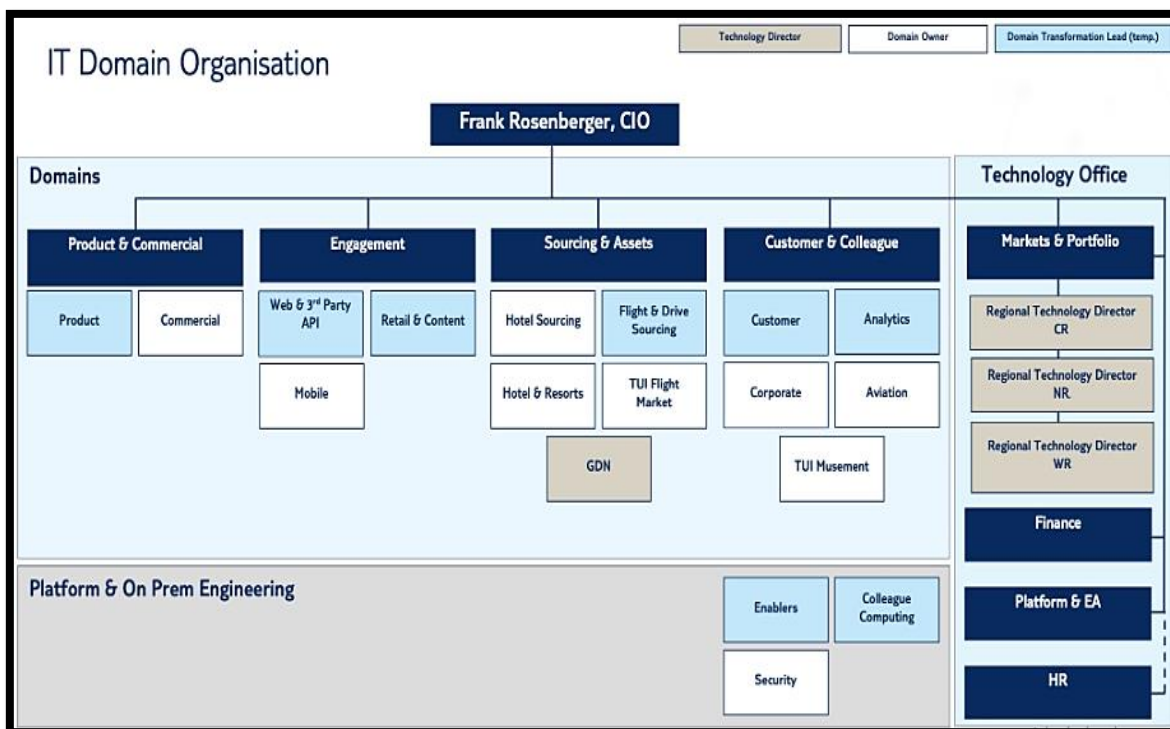 Technology Director
Domain Owner
Domain Transformation Lead (temp.)
IT Domain Organisation
Frank Rosenberger, CIO
Domains
Technology Office
Product & Commercial
Engagement
Sourcing & Assets
Customer & Colleague
Markets & Portfolio
Product
Commercial
Web & 3rd Party
API
Retail & Content
Hotel Sourcing
Flight & Drive
Sourcing
Customer
Analytics
Regional Technology Director
CR
Mobile
Hotel & Resorts
TUI Flight
Market
Corporate
Aviation
Regional Technology Director
NR.
GDN
TUI Musement
Regional Technology Director
WR
Finance
Platform & On Prem Engineering
Enablers
Colleague
Computing
Platform & EA
Security
HR